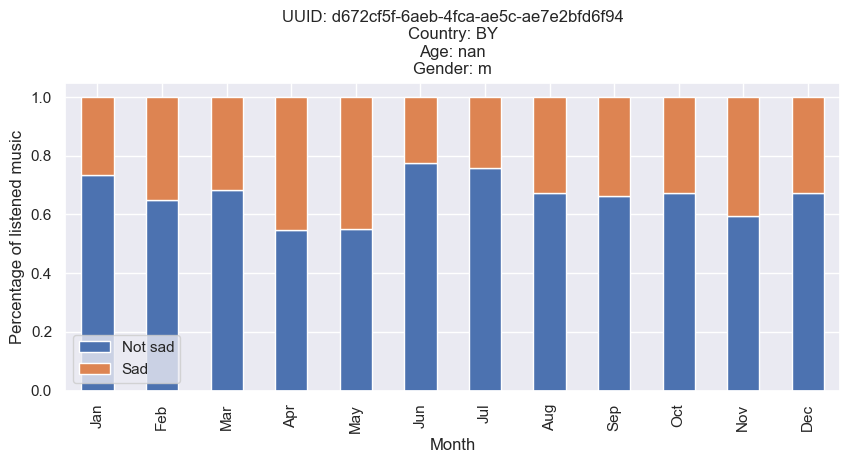 UUID: d672cf5f-6aeb-4fca-ae5c-ae7e2bfd6f94
Country: BY
Age: nan
Gender: m
Percentage of listened music
1.0
0.8
0.6
0.4
0.2
0.0
Not sad
Sad
Jan
Feb
Mar
Apr
May
Jun
Jul
Aug
Sep
Oct
Nov
Dec
Month